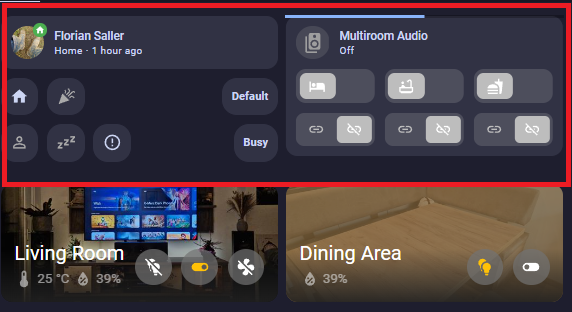 Florian Saller
Home · 1 hour ago
Default
Busy
Multiroom Audio
Off
Living Room
25 °C 39%
Dining Area
39%